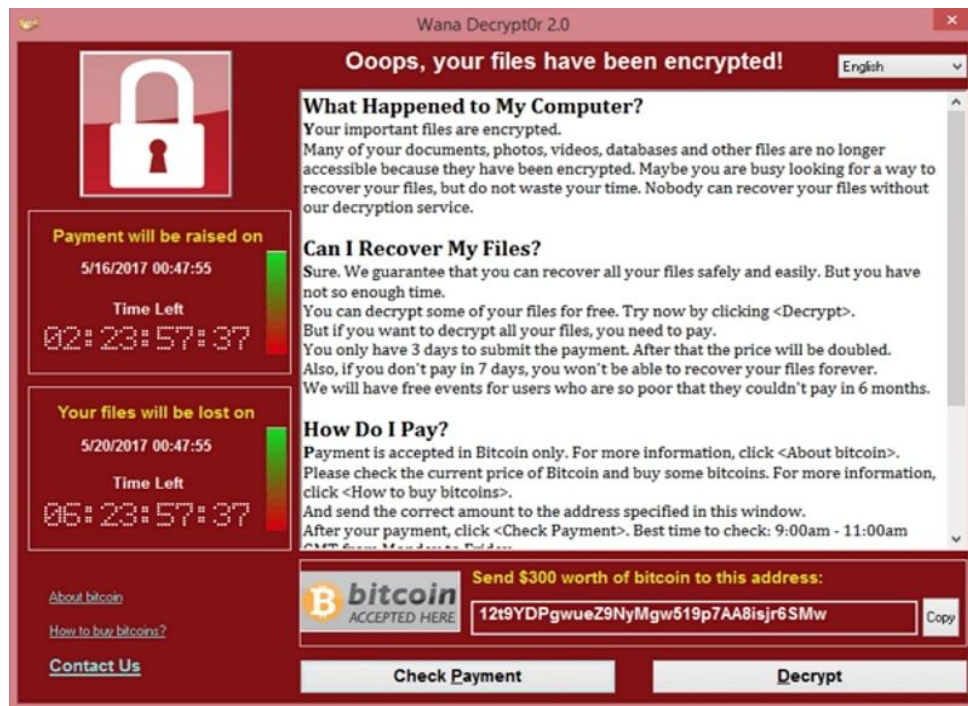 Wana Decrypt0r 2.0
Ooops, your files have been encrypted!
English
Payment will be raised on
5/16/2017 00:47:55
Time Left
02:23:57:37
Your files will be lost on
5/20/2017 00:47:55
Time Left
06:23:57:37
About bitcoin
How to buy bitcoins?
Contact Us
What Happened to My Computer?
Your important files are encrypted.
Many of your documents, photos, videos, databases and other files are no longer
accessible because they have been encrypted. Maybe you are busy looking for a way to
recover your files, but do not waste your time. Nobody can recover your files without
our decryption service.
Can I Recover My Files?
Sure. We guarantee that you can recover all your files safely and easily. But you have
not so enough time.
You can decrypt some of your files for free. Try now by clicking <Decrypt>.
But if you want to decrypt all your files, you need to pay.
You only have 3 days to submit the payment. After that the price will be doubled.
Also, if you don't pay in 7 days, you won't be able to recover your files forever.
We will have free events for users who are so poor that they couldn't pay in 6 months.
How Do I Pay?
Payment is accepted in Bitcoin only. For more information, click <About bitcoin>.
Please check the current price of Bitcoin and buy some bitcoins. For more information,
click <How to buy bitcoins>.
And send the correct amount to the address specified in this window.
After your payment, click <Check Payment>. Best time to check: 9:00am - 11:00am
GMT from Monday to Friday.
bitcoin
ACCEPTED HERE
Send $300 worth of bitcoin to this address:
12t9YDPgwueZ9NyMgw519p7AA8isjr6SMw
Copy
Check Payment
Decrypt